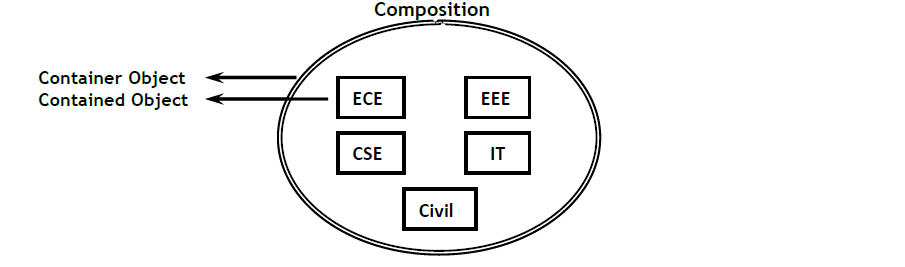 Composition
Container Object
Contained Object
ECE
EEE
CSE
IT
Civil